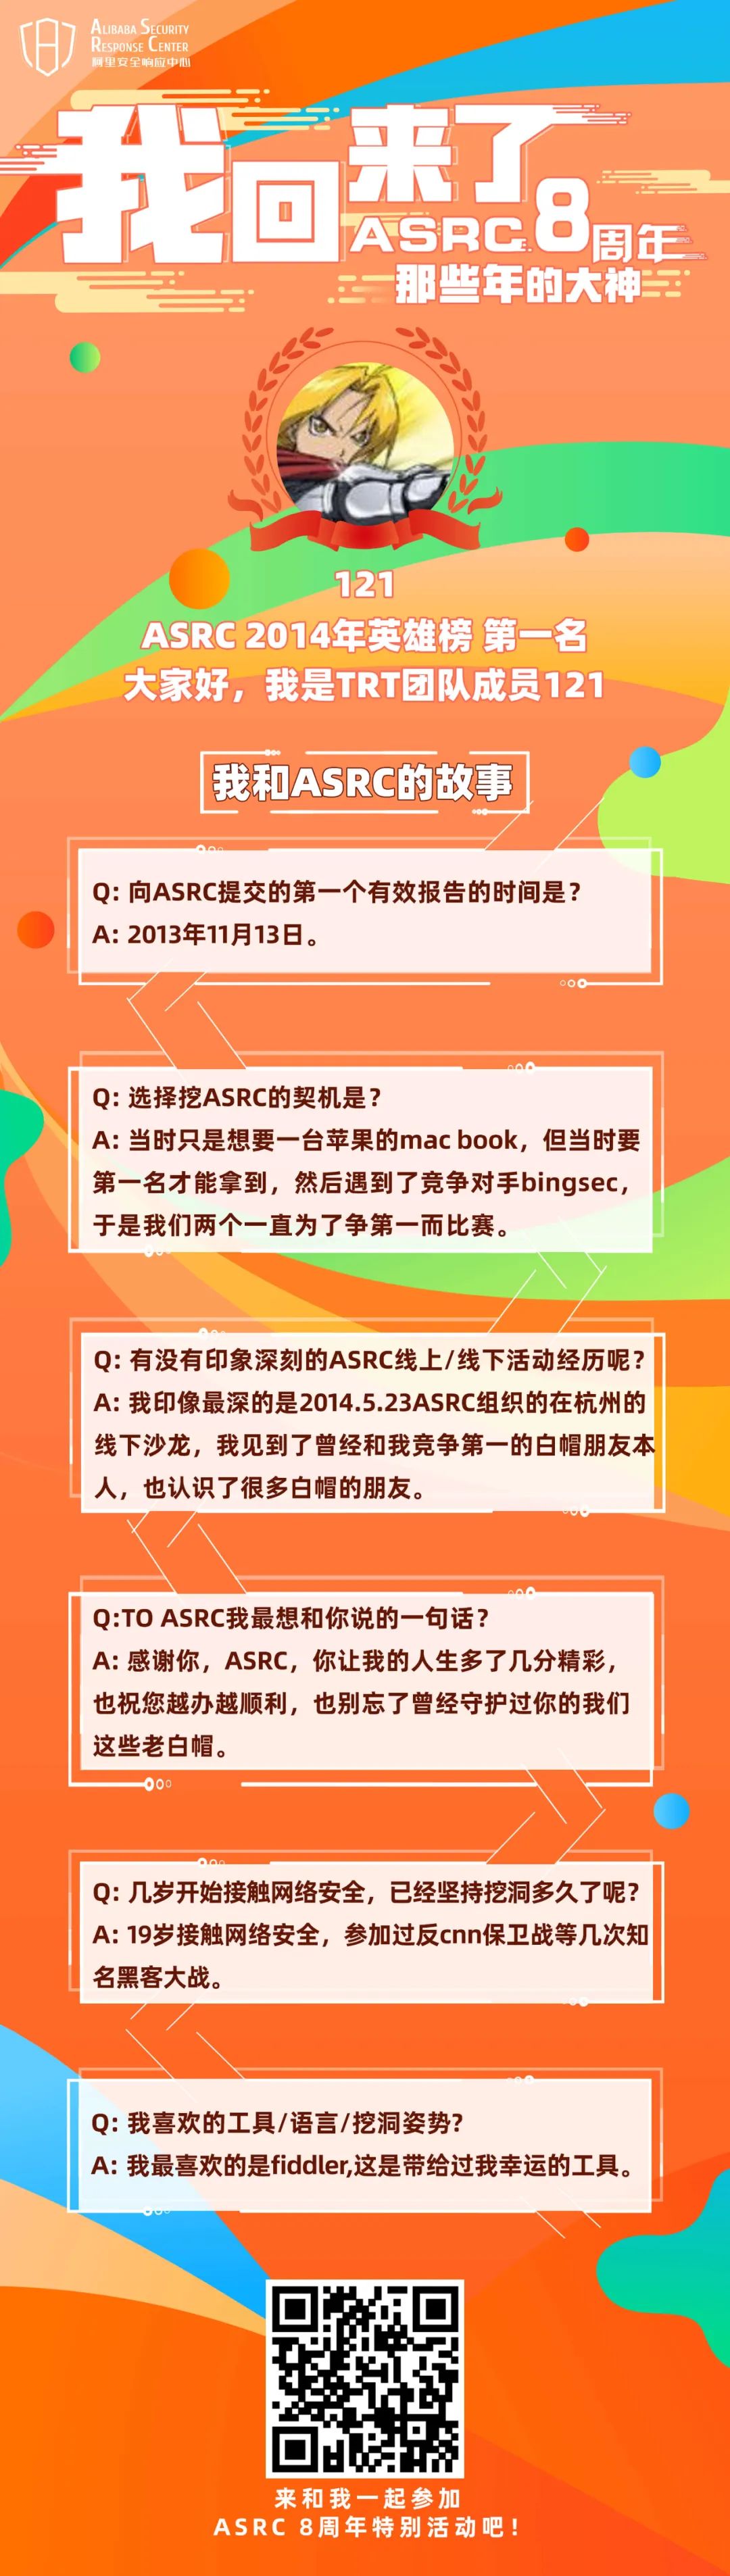 ALIBABA SECURITY
RESPONSE CENTER
阿里安全响应中心
我回来了
ASRC 8周年
那些年的大神
121
ASRC 2014年英雄榜 第一名
大家好，我是TRT团队成员121
我和ASRC的故事
Q: 向ASRC提交的第一个有效报告的时间是？
A: 2013年11月13日。
Q: 选择挖ASRC的契机是？
A: 当时只是想要一台苹果的mac book，但当时要
第一名才能拿到，然后遇到了竞争对手bingsec，
于是我们两个一直为了争第一而比赛。
Q: 有没有印象深刻的ASRC线上/线下活动经历呢？
A: 我印像最深的是2014.5.23ASRC组织的在杭州的
线下沙龙，我见到了曾经和我竞争第一的白帽朋友本
人，也认识了很多白帽的朋友。
Q:TO ASRC我最想和你说的一句话？
A: 感谢你，ASRC，你让我的人生多了几分精彩，
也祝您越办越顺利，也别忘了曾经守护过你的我们
这些老白帽。
Q: 几岁开始接触网络安全，已经坚持挖洞多久了呢？
A: 19岁接触网络安全，参加过反cnn保卫战等几次知
名黑客大战。
Q: 我喜欢的工具/语言/挖洞姿势?
A: 我最喜欢的是fiddler,这是带给过我幸运的工具。
来和我一起参加
ASRC 8周年特别活动吧！